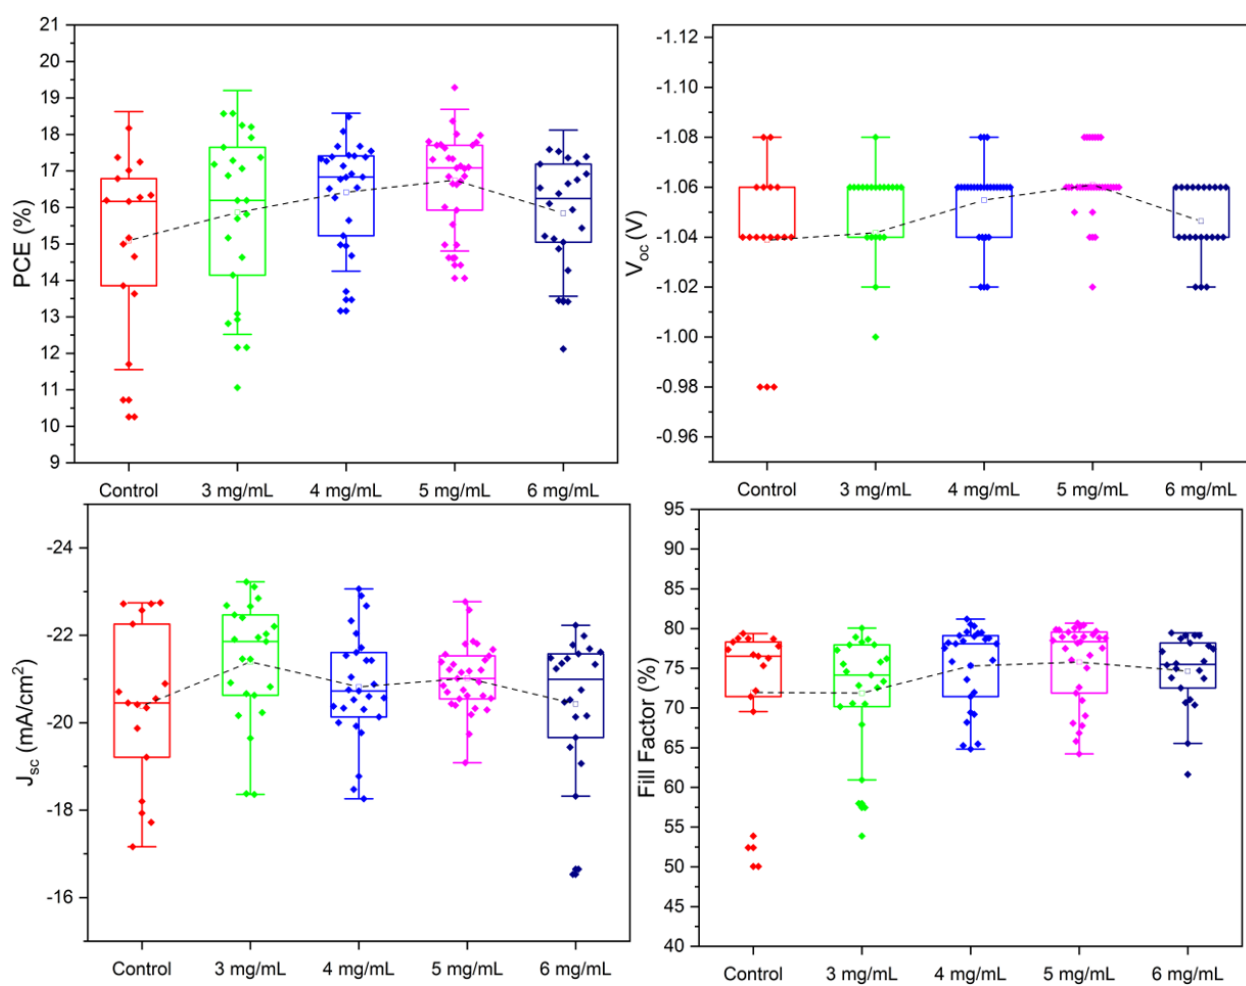 PCE (%)
21
20
19
18
17
16
15
14
13
12
11
10
9
Control
3 mg/mL
4 mg/mL
5 mg/mL
6 mg/mL
V_oc (V)
-1.12
-1.10
-1.08
-1.06
-1.04
-1.02
-1.00
-0.98
-0.96
Control
3 mg/mL
4 mg/mL
5 mg/mL
6 mg/mL
J_sc (mA/cm²)
-24
-22
-20
-18
-16
Control
3 mg/mL
4 mg/mL
5 mg/mL
6 mg/mL
Fill Factor (%)
95
90
85
80
75
70
65
60
55
50
45
40
Control
3 mg/mL
4 mg/mL
5 mg/mL
6 mg/mL